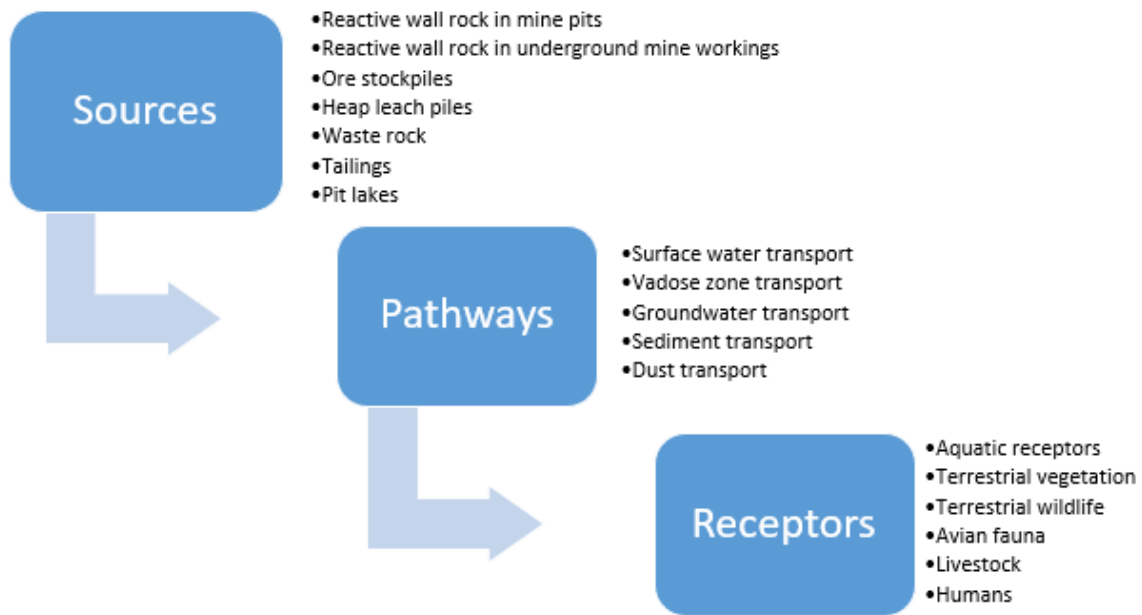 Sources
•Reactive wall rock in mine pits
•Reactive wall rock in underground mine workings
•Ore stockpiles
•Heap leach piles
•Waste rock
•Tailings
•Pit lakes
Pathways
•Surface water transport
•Vadose zone transport
•Groundwater transport
•Sediment transport
•Dust transport
Receptors
•Aquatic receptors
•Terrestrial vegetation
•Terrestrial wildlife
•Avian fauna
•Livestock
•Humans